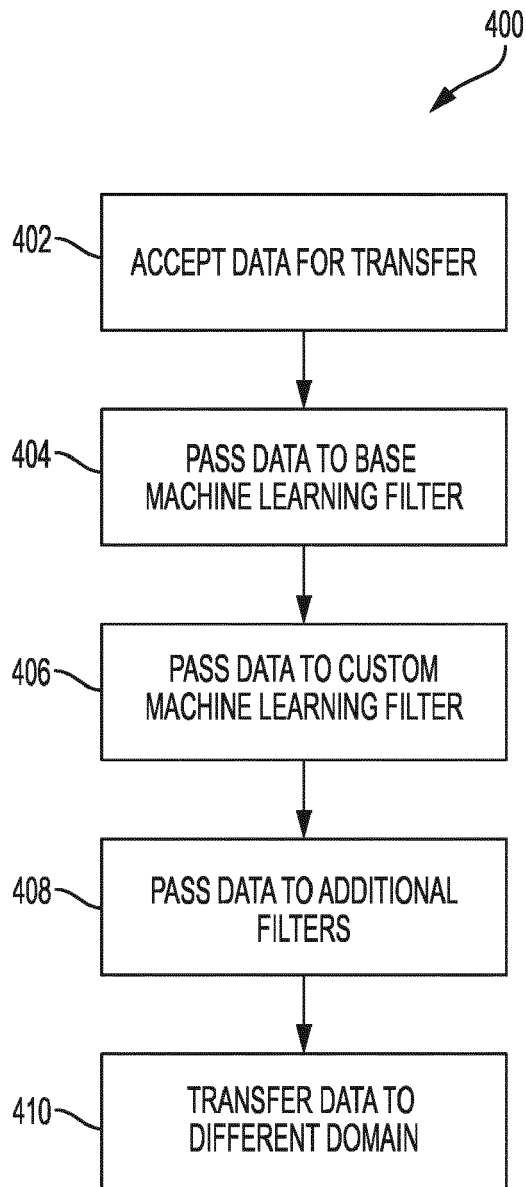 400
402
ACCEPT DATA FOR TRANSFER
404
PASS DATA TO BASE
MACHINE LEARNING FILTER
406
PASS DATA TO CUSTOM
MACHINE LEARNING FILTER
408
PASS DATA TO ADDITIONAL
FILTERS
410
TRANSFER DATA TO
DIFFERENT DOMAIN